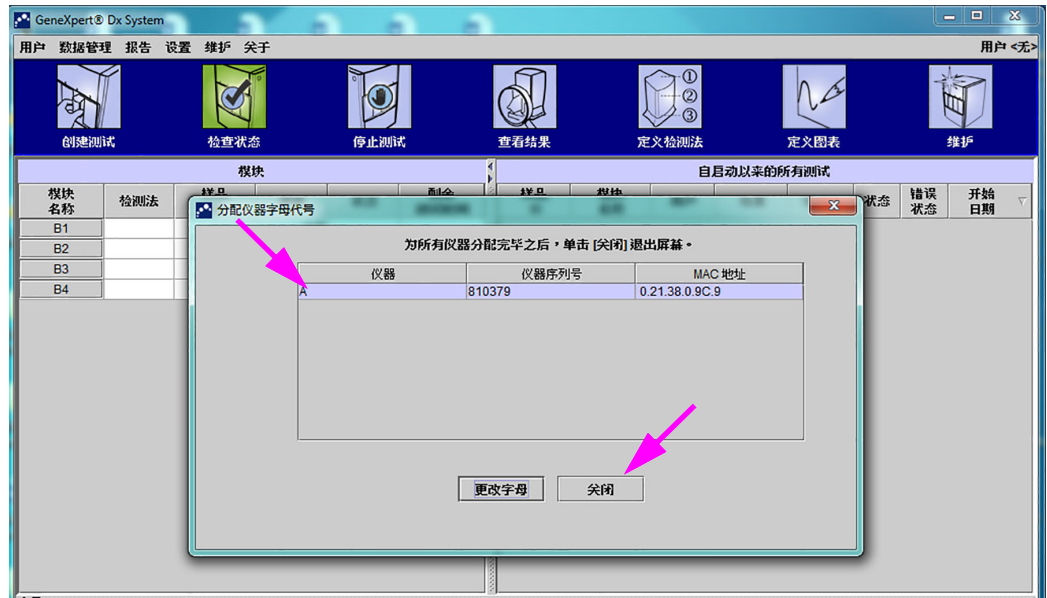 GeneXpert® Dx System
用户 数据管理 报告 设置 维护 关于 用户 <无>
创建测试 检查状态 停止测试 查看结果 定义检测法 定义图表 维护
① ② ③
模块 自启动以来的所有测试
模块名称 检测法 样品 剩余 样品 模块 状态 错误状态 开始日期
B1
B2
B3
B4
分配仪器字母代号
为所有仪器分配完毕之后,单击 [关闭] 退出屏幕。
仪器 仪器序列号 MAC 地址
A 810379 0.21.38.0.9C.9
更改字母 关闭